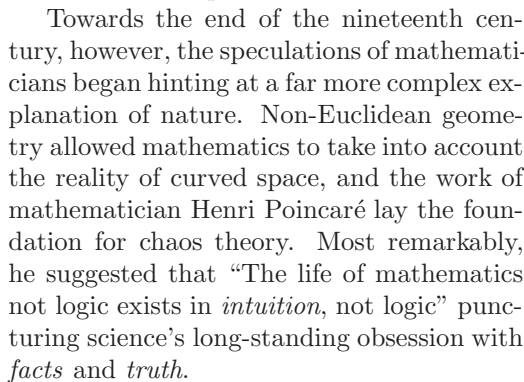 Towards the end of the nineteenth cen-
tury, however, the speculations of mathemati-
cians began hinting at a far more complex ex-
planation of nature. Non-Euclidean geome-
try allowed mathematics to take into account
the reality of curved space, and the work of
mathematician Henri Poincaré lay the foun-
dation for chaos theory. Most remarkably,
he suggested that “The life of mathematics
not logic exists in intuition, not logic” punc-
turing science’s long-standing obsession with
facts and truth.